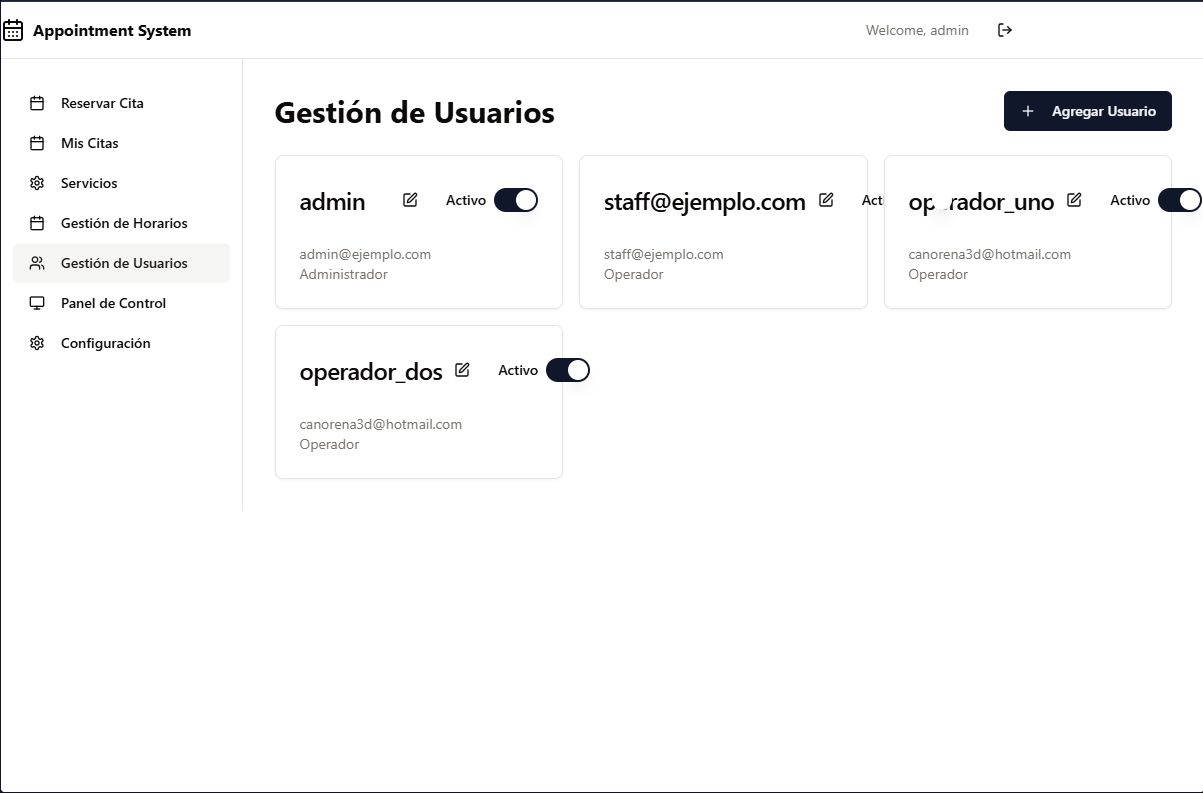 Appointment System
Welcome, admin
Reservar Cita
Mis Citas
Servicios
Gestión de Horarios
Gestión de Usuarios
Panel de Control
Configuración
Gestión de Usuarios
Agregar Usuario
admin
Activo
admin@ejemplo.com
Administrador
staff@ejemplo.com
Acti
staff@ejemplo.com
Operador
Activo
canorena3d@hotmail.com
Operador
operador_dos
Activo
canorena3d@hotmail.com
Operador